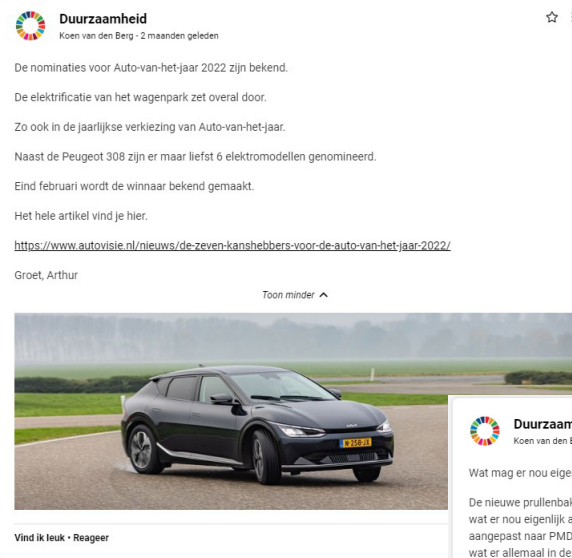 Duurzaamheid
Koen van den Berg - 2 maanden geleden
De nominaties voor Auto-van-het-jaar 2022 zijn bekend.
De elektrificatie van het wagenpark zet overal door.
Zo ook in de jaarlijkse verkiezing van Auto-van-het-jaar.
Naast de Peugeot 308 zijn er maar liefst 6 elektromodellen genomineerd.
Eind februari wordt de winnaar bekend gemaakt.
Het hele artikel vind je hier.
https://www.autovisie.nl/nieuws/de-zeven-kanshebbers-voor-de-auto-van-het-jaar-2022/
Groet, Arthur
Toon minder
N-258-JX
Vind ik leuk • Reageer
Duurzaam
Koen van den
Wat mag er nou eige
De nieuwe prullenbak
wat er nou eigenlijk a
aangepast naar PMD
wat er allemaal in de